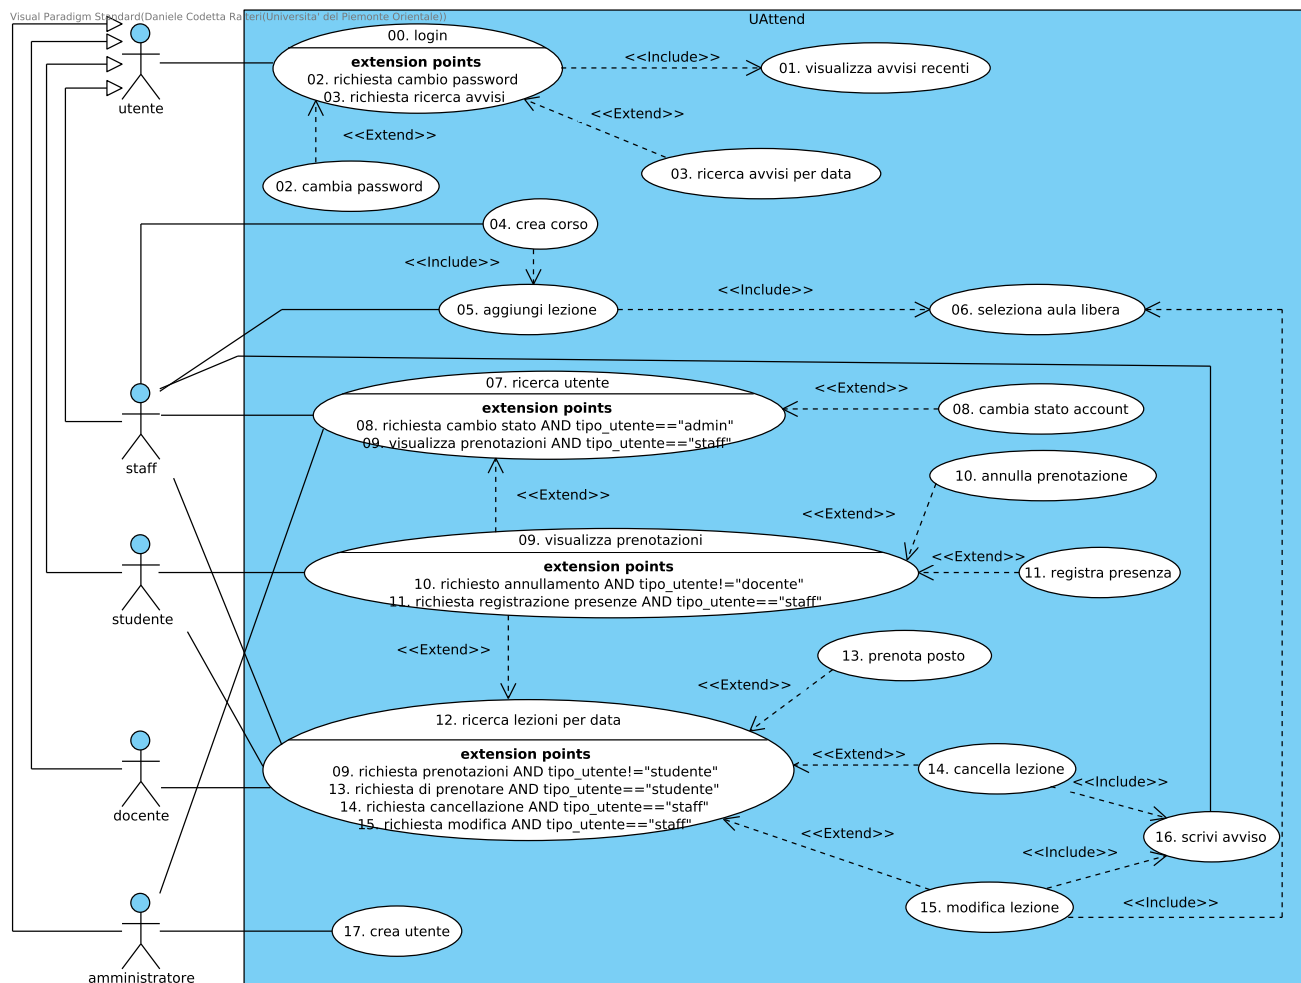 Visual Paradigm Standard(Daniele Codetta Raiteri(Universita' del Piemonte Orientale))
UAttend
utente
00. login
extension points
02. richiesta cambio password
03. richiesta ricerca avvisi
<<Include>>
01. visualizza avvisi recenti
<<Extend>>
<<Extend>>
02. cambia password
03. ricerca avvisi per data
04. crea corso
<<Include>>
05. aggiungi lezione
<<Include>>
06. seleziona aula libera
staff
07. ricerca utente
extension points
08. richiesta cambio stato AND tipo_utente=="admin"
09. visualizza prenotazioni AND tipo_utente=="staff"
<<Extend>>
08. cambia stato account
<<Extend>>
10. annulla prenotazione
<<Extend>>
studente
09. visualizza prenotazioni
extension points
10. richiesto annullamento AND tipo_utente!="docente"
11. richiesta registrazione presenze AND tipo_utente=="staff"
<<Extend>>
11. registra presenza
<<Extend>>
13. prenota posto
<<Extend>>
docente
12. ricerca lezioni per data
extension points
09. richiesta prenotazioni AND tipo_utente!="studente"
13. richiesta di prenotare AND tipo_utente=="studente"
14. richiesta cancellazione AND tipo_utente=="staff"
15. richiesta modifica AND tipo_utente=="staff"
<<Extend>>
14. cancella lezione
<<Include>>
<<Extend>>
16. scrivi avviso
<<Include>>
15. modifica lezione
<<Include>>
amministratore
17. crea utente